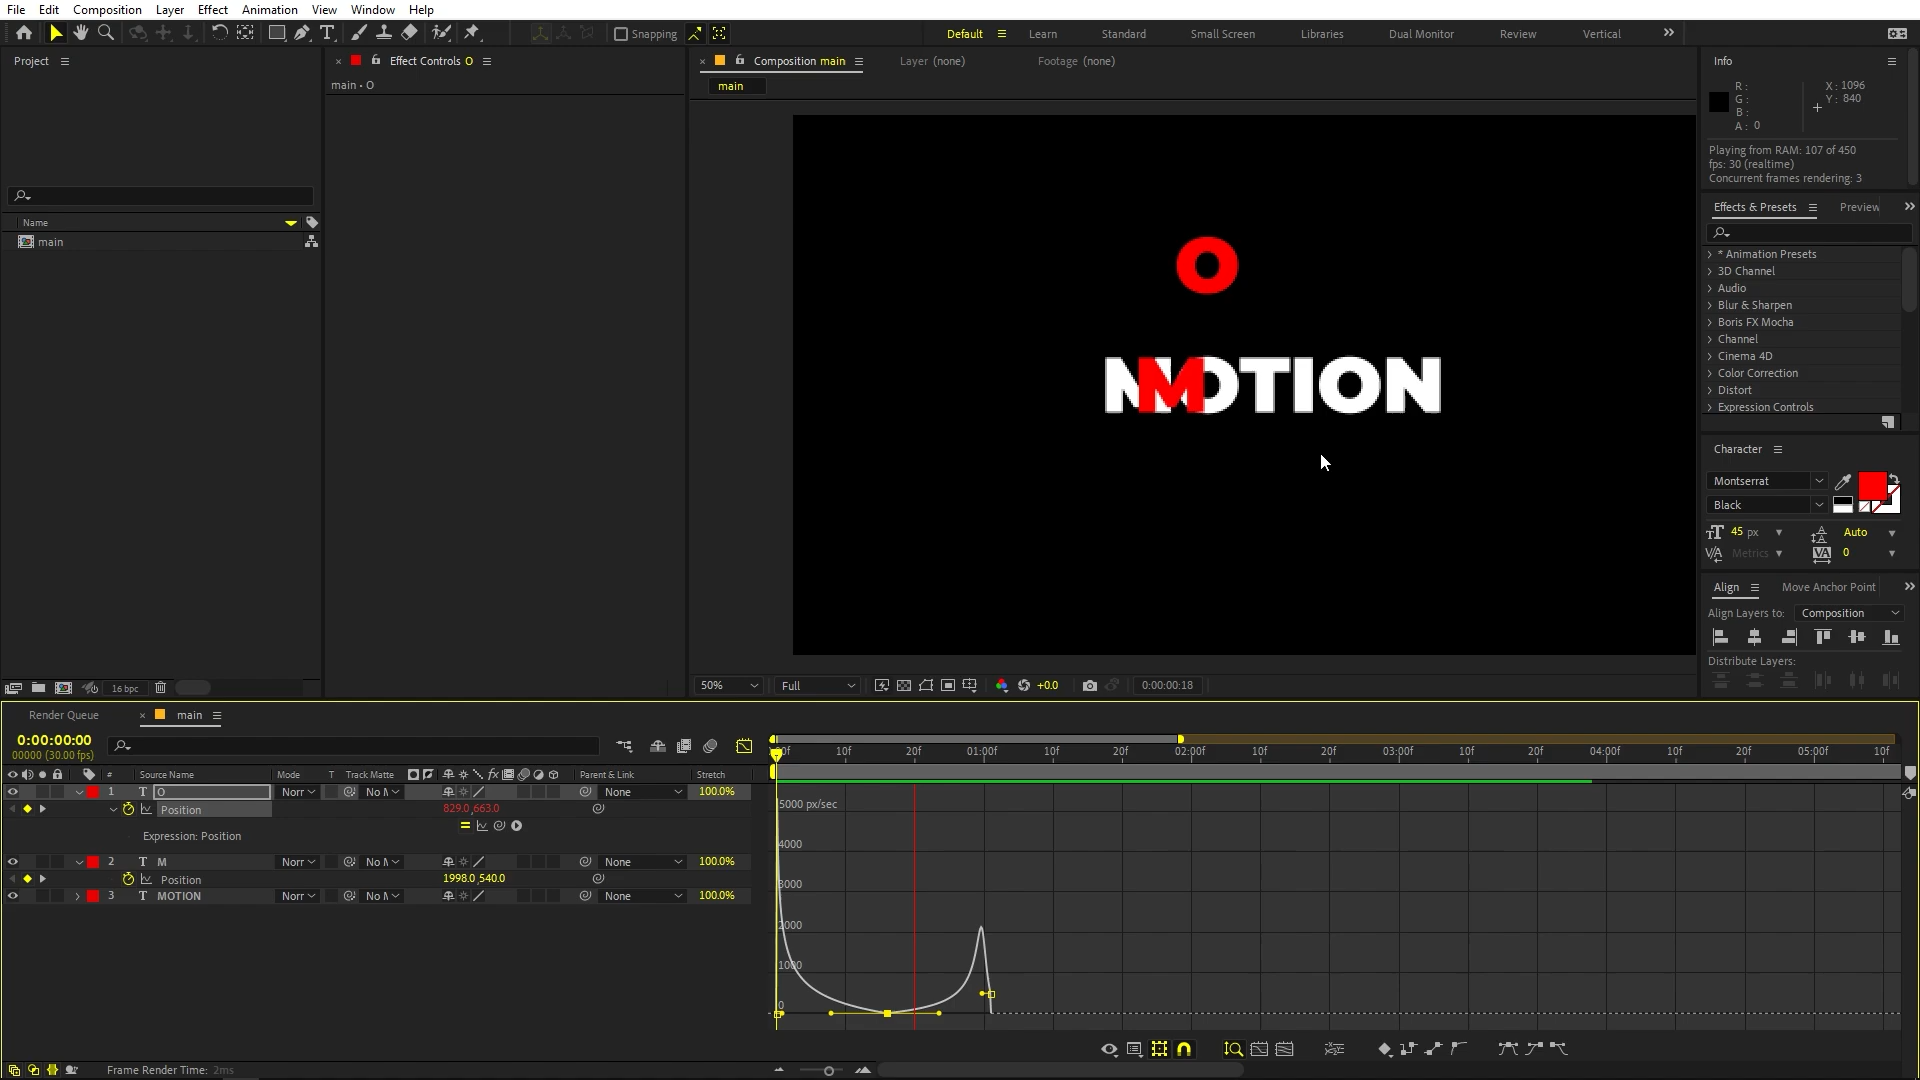 File Edit Composition Layer Effect Animation View Window Help
Snapping
Default Learn Standard Small Screen Libraries Dual Monitor Review Vertical
Project
Effect Controls O
main • O
Composition main
Layer (none)
Footage (none)
main
Name
main
16 bpc
O
MOTION
M
50%
Full
+0.0
0:00:00:18
Info
R :
G :
B :
A : 0
X : 1096
Y : 840
Playing from RAM: 107 of 450
fps: 30 (realtime)
Concurrent frames rendering: 3
Effects & Presets
Preview
* Animation Presets
3D Channel
Audio
Blur & Sharpen
Boris FX Mocha
Channel
Cinema 4D
Color Correction
Distort
Expression Controls
Character
Montserrat
Black
45 px
Auto
Metrics
0
Align
Move Anchor Point
Align Layers to: Composition
Distribute Layers:
Render Queue
main
0:00:00:00
00000 (30.00 fps)
# Source Name Mode T Track Matte fx Parent & Link Stretch
1 T O Norr No M None 100.0%
Position 829.0,663.0
Expression: Position
2 T M Norr No M None 100.0%
Position 1998.0,540.0
3 T MOTION Norr No M None 100.0%
10f 20f 01:00f 10f 20f 02:00f 10f 20f 03:00f 10f 20f 04:00f 10f 20f 05:00f 10f
5000 px/sec
4000
3000
2000
1000
0
Frame Render Time: 2ms